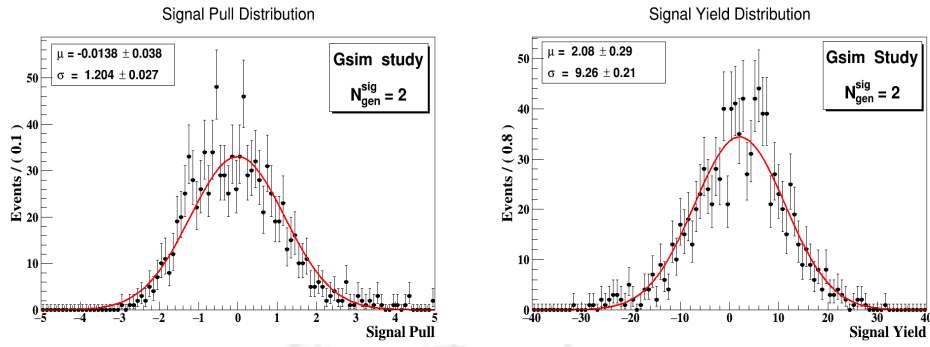 Signal Pull Distribution
μ = -0.0138 ± 0.038
σ = 1.204 ± 0.027
Gsim study
N^sig_gen = 2
Events / ( 0.1 )
50
40
30
20
10
0
−5 −4 −3 −2 −1 0 1 2 3 4 5
Signal Pull
Signal Yield Distribution
μ = 2.08 ± 0.29
σ = 9.26 ± 0.21
Gsim study
N^sig_gen = 2
Events / ( 0.8 )
50
40
30
20
10
0
−40 −30 −20 −10 0 10 20 30 40
Signal Yield